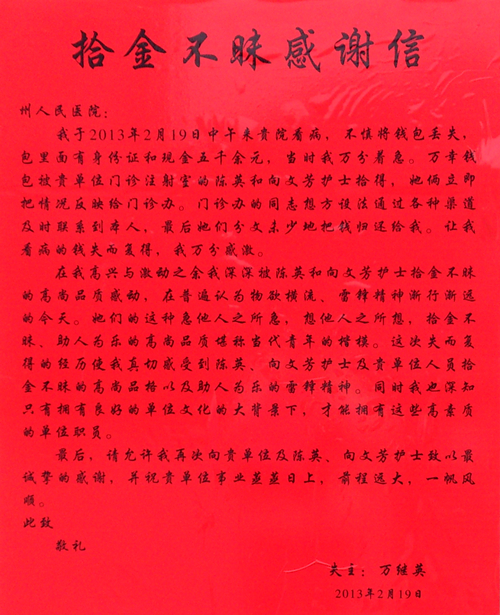 拾金不昧感谢信
州人民医院：
我于2013年2月19日中午来贵院看病，不慎将钱包丢失，
包里面有身份证和现金五千余元，当时我万分着急。万幸钱
包被贵单位门诊注射室的陈英和向文芳护士拾得，她俩立即
把情况反映给门诊办。门诊办的同志想方设法通过各种渠道
及时联系到本人，最后她们分文未少地把钱归还给我。让我
看病的钱失而复得，我万分感激。
在我高兴与激动之余我深深被陈英和向文芳护士拾金不昧
的高尚品质感动，在普遍认为物欲横流、雷锋精神渐行渐远
的今天。她们的这种急他人之所急，想他人之所想，拾金不
昧、助人为乐的高尚品质堪称当代青年的楷模。这次失而复
得的经历使我真切感受到陈英、向文芳护士及贵单位人员拾
金不昧的高尚品格以及助人为乐的雷锋精神。同时我也深知
只有拥有良好的单位文化的大背景下，才能拥有这些高素质
的单位职员。
最后，请允许我再次向贵单位及陈英、向文芳护士致以最
诚挚的感谢，并祝贵单位事业蒸蒸日上，前程远大，一帆风
顺。
此致
敬礼
失主：万继英
2013年2月19日